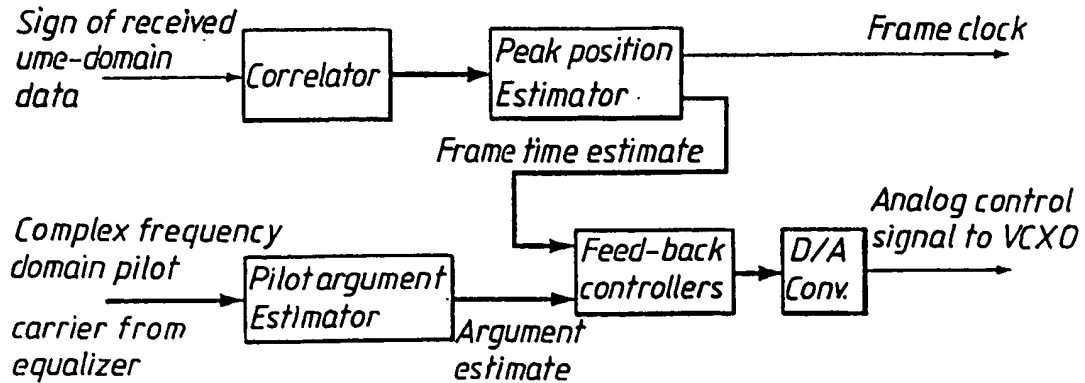 Sign of received
ume-domain
data
Correlator
Peak position
Estimator
Frame clock
Frame time estimate
Complex frequency
domain pilot
carrier from
equalizer
Pilot argument
Estimator
Argument
estimate
Feed-back
controllers
D/A
Conv.
Analog control
signal to VCXO